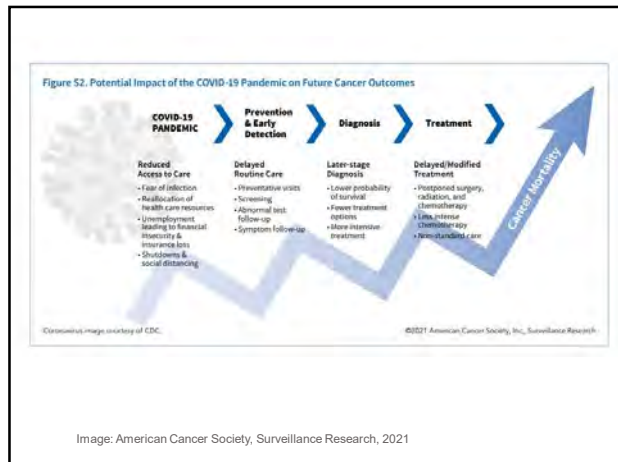 Figure S2. Potential Impact of the COVID-19 Pandemic on Future Cancer Outcomes
COVID-19
PANDEMIC
Prevention
& Early
Detection
Diagnosis
Treatment
Reduced
Access to Care
• Fear of infection
• Reallocation of
health care resources
• Unemployment
leading to financial
insecurity &
insurance loss
• Shutdowns &
social distancing
Delayed
Routine Care
• Preventative visits
• Screening
• Abnormal test
follow-up
• Symptom follow-up
Later-stage
Diagnosis
• Lower probability
of survival
• Fewer treatment
options
• More intensive
treatment
Delayed/Modified
Treatment
• Postponed surgery,
radiation, and
chemotherapy
• Less intense
chemotherapy
• Non-standard care
Cancer Mortality
Coronavirus image courtesy of CDC.
©2021 American Cancer Society, Inc., Surveillance Research
Image: American Cancer Society, Surveillance Research, 2021